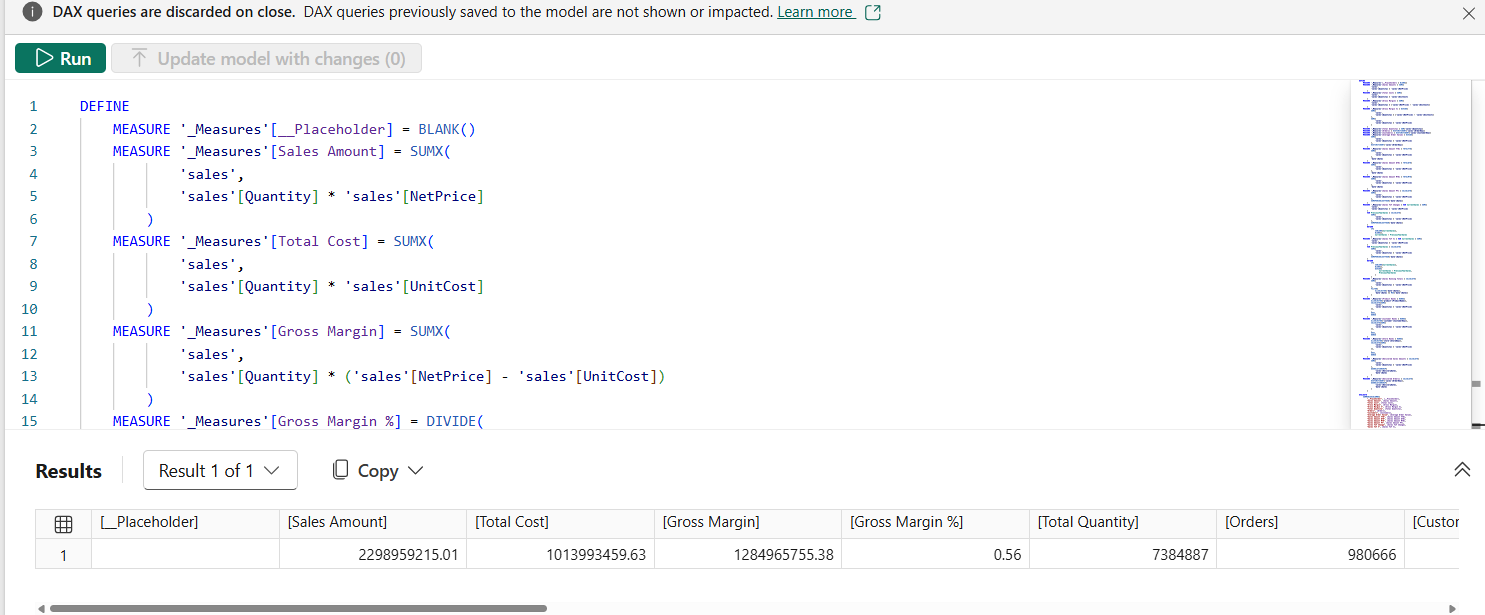 DAX queries are discarded on close. DAX queries previously saved to the model are not shown or impacted. Learn more
Run
Update model with changes (0)
1 DEFINE
2 MEASURE '_Measures'[__Placeholder] = BLANK()
3 MEASURE '_Measures'[Sales Amount] = SUMX(
4 'sales',
5 'sales'[Quantity] * 'sales'[NetPrice]
6 )
7 MEASURE '_Measures'[Total Cost] = SUMX(
8 'sales',
9 'sales'[Quantity] * 'sales'[UnitCost]
10 )
11 MEASURE '_Measures'[Gross Margin] = SUMX(
12 'sales',
13 'sales'[Quantity] * ('sales'[NetPrice] - 'sales'[UnitCost])
14 )
15 MEASURE '_Measures'[Gross Margin %] = DIVIDE(
Results Result 1 of 1 Copy
[__Placeholder] [Sales Amount] [Total Cost] [Gross Margin] [Gross Margin %] [Total Quantity] [Orders] [Custor
1 2298959215.01 1013993459.63 1284965755.38 0.56 7384887 980666